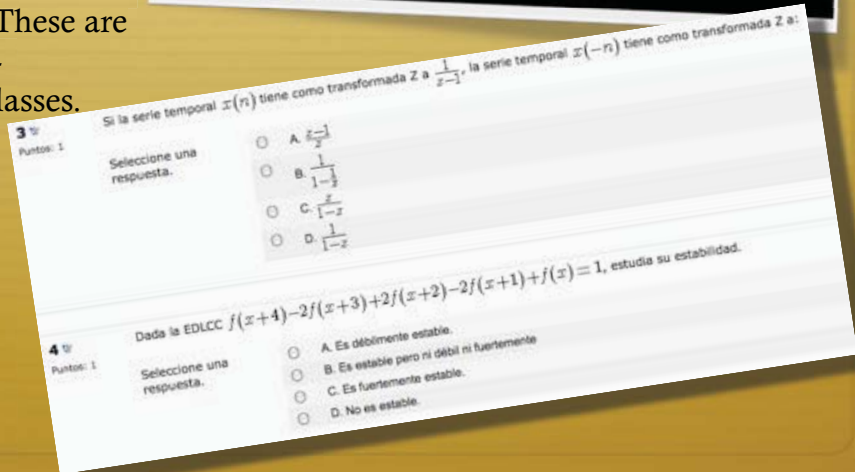 These are
lasses.
3
Puntos: 1
Si la serie temporal x(n) tiene como transformada Z a 1/(z−1), la serie temporal x(−n) tiene como transformada Z a:
Seleccione una
respuesta.
A. (z−1)/z
B. 1/(1−1/z)
C. z/(1−z)
D. 1/(1−z)
4
Puntos: 1
Dada la EDLCC f(x+4)−2f(x+3)+2f(x+2)−2f(x+1)+f(x)=1, estudia su estabilidad.
Seleccione una
respuesta.
A. Es débilmente estable.
B. Es estable pero ni débil ni fuertemente
C. Es fuertemente estable.
D. No es estable.